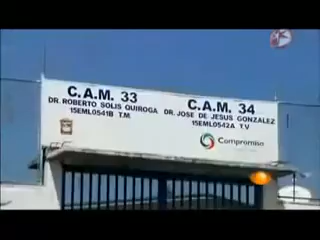 C.A.M. 33
DR. ROBERTO SOLIS QUIROGA
15EML0541B T.M
C.A.M. 34
DR. JOSE DE JESUS GONZALEZ
15EML0542A T V
Compromiso